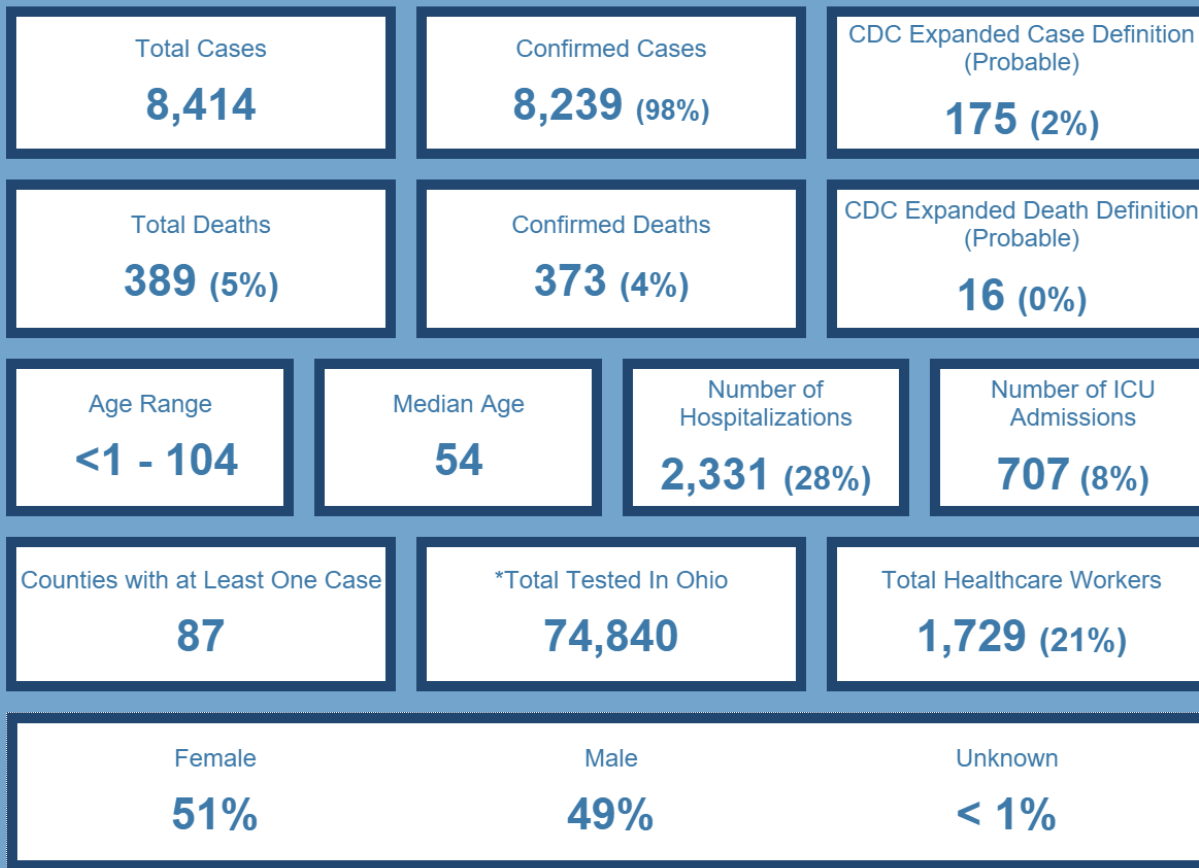 Total Cases
8,414
Confirmed Cases
8,239 (98%)
CDC Expanded Case Definition
(Probable)
175 (2%)
Total Deaths
389 (5%)
Confirmed Deaths
373 (4%)
CDC Expanded Death Definition
(Probable)
16 (0%)
Age Range
<1 - 104
Median Age
54
Number of
Hospitalizations
2,331 (28%)
Number of ICU
Admissions
707 (8%)
Counties with at Least One Case
87
*Total Tested In Ohio
74,840
Total Healthcare Workers
1,729 (21%)
Female
51%
Male
49%
Unknown
< 1%